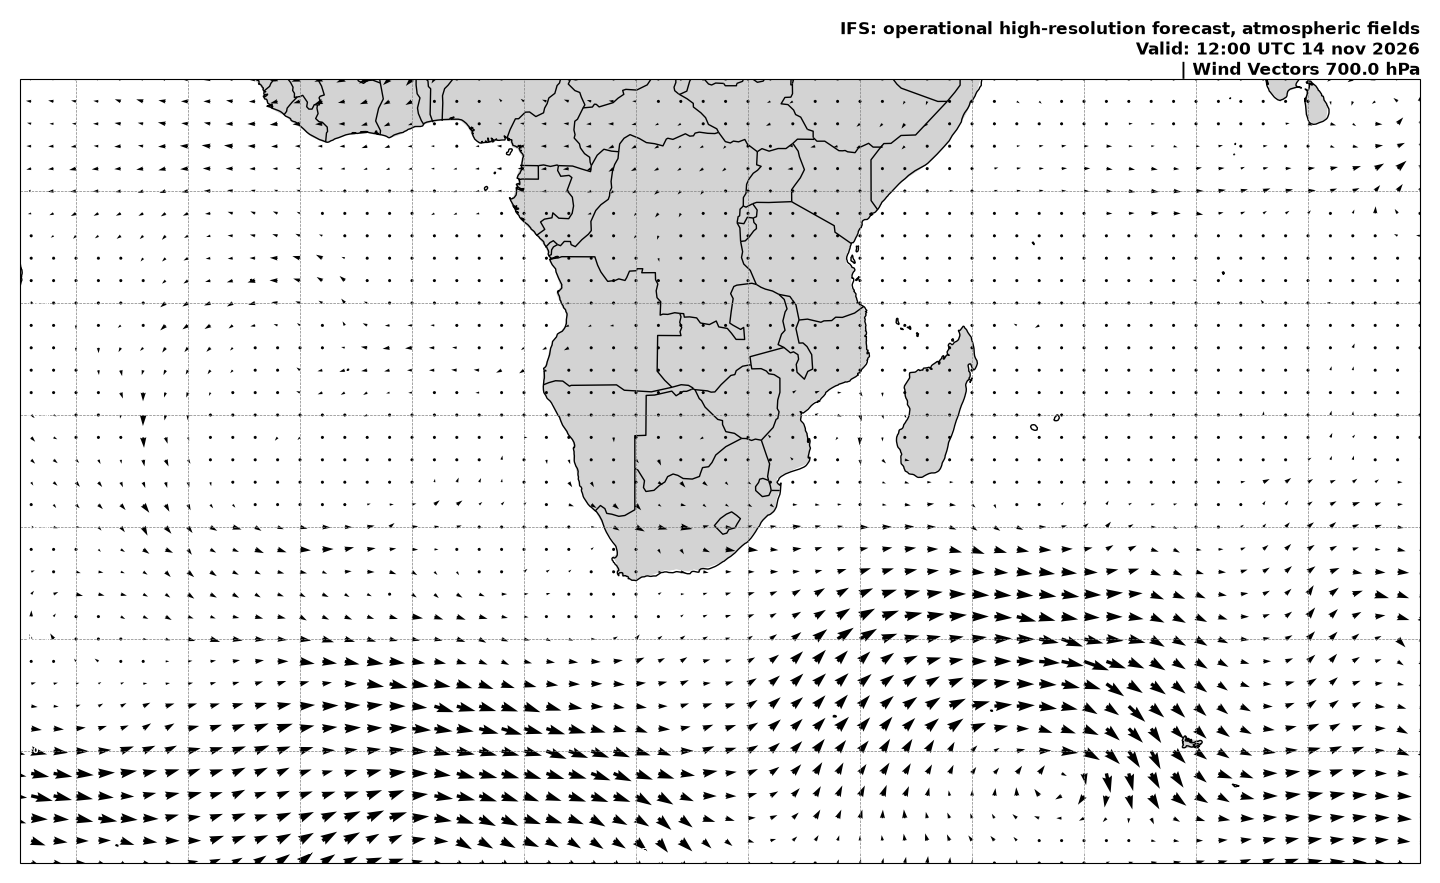 IFS: operational high-resolution forecast, atmospheric fields
Valid: 12:00 UTC 14 nov 2026
| Wind Vectors 700.0 hPa